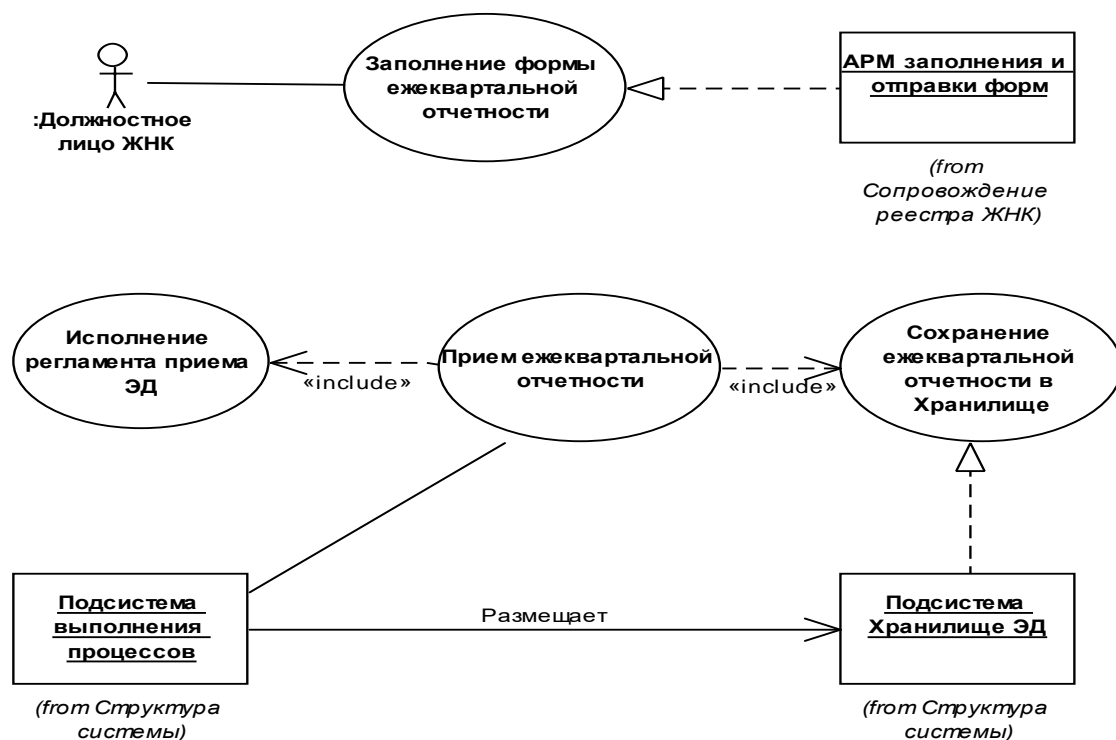 :Должностное
лицо ЖНК
Заполнение формы
ежеквартальной
отчетности
АРМ заполнения и
отправки форм
(from
Сопровождение
реестра ЖНК)
Исполнение
регламента приема
ЭД
«include»
Прием ежеквартальной
отчетности
«include»
Сохранение
ежеквартальной
отчетности в
Хранилище
Подсистема
выполнения
процессов
(from Структура
системы)
Размещает
Подсистема
Хранилище ЭД
(from Структура
системы)